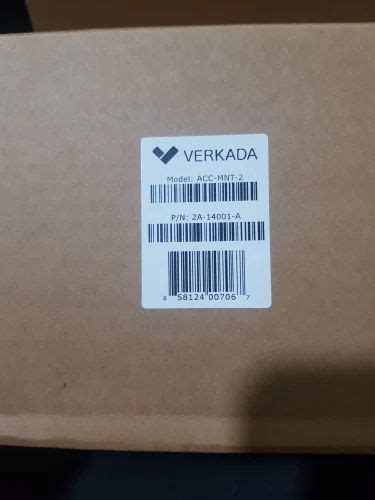 VERKADA
Model: ACC-MNT-2
P/N: 2A-14001-A
8 58124 00706 7